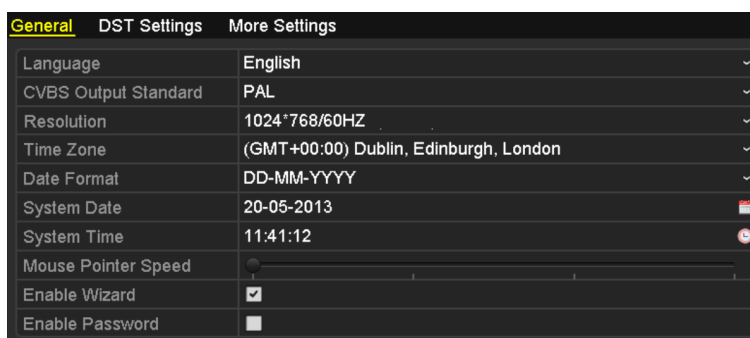 General DST Settings More Settings
Language English
CVBS Output Standard PAL
Resolution 1024*768/60HZ
Time Zone (GMT+00:00) Dublin, Edinburgh, London
Date Format DD-MM-YYYY
System Date 20-05-2013
System Time 11:41:12
Mouse Pointer Speed
Enable Wizard
Enable Password